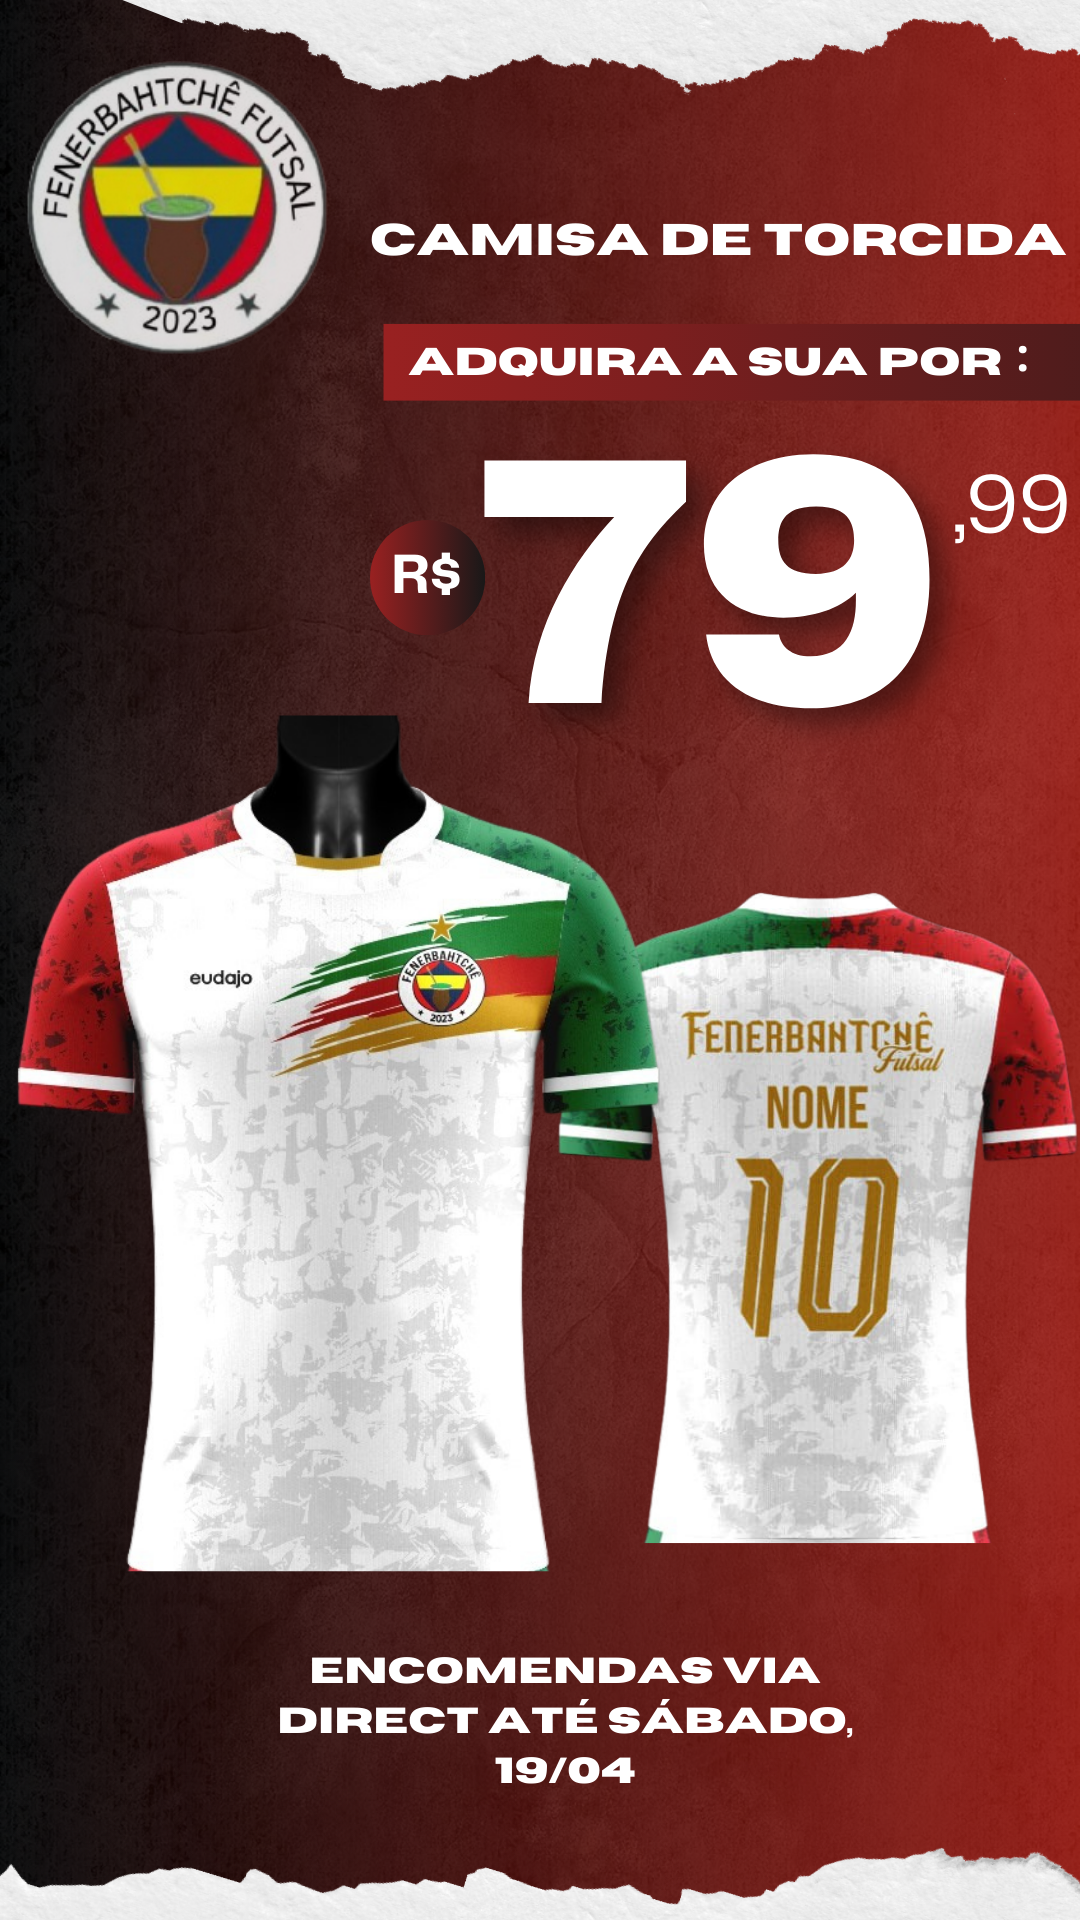 FENERBAHTCHÊ FUTSAL
2023
CAMISA DE TORCIDA
ADQUIRA A SUA POR :
R$ 79,99
eudajo
FENERBAHTCHÊ
2023
FENERBAHTCHÊ
Futsal
NOME
10
ENCOMENDAS VIA
DIRECT ATÉ SÁBADO,
19/04